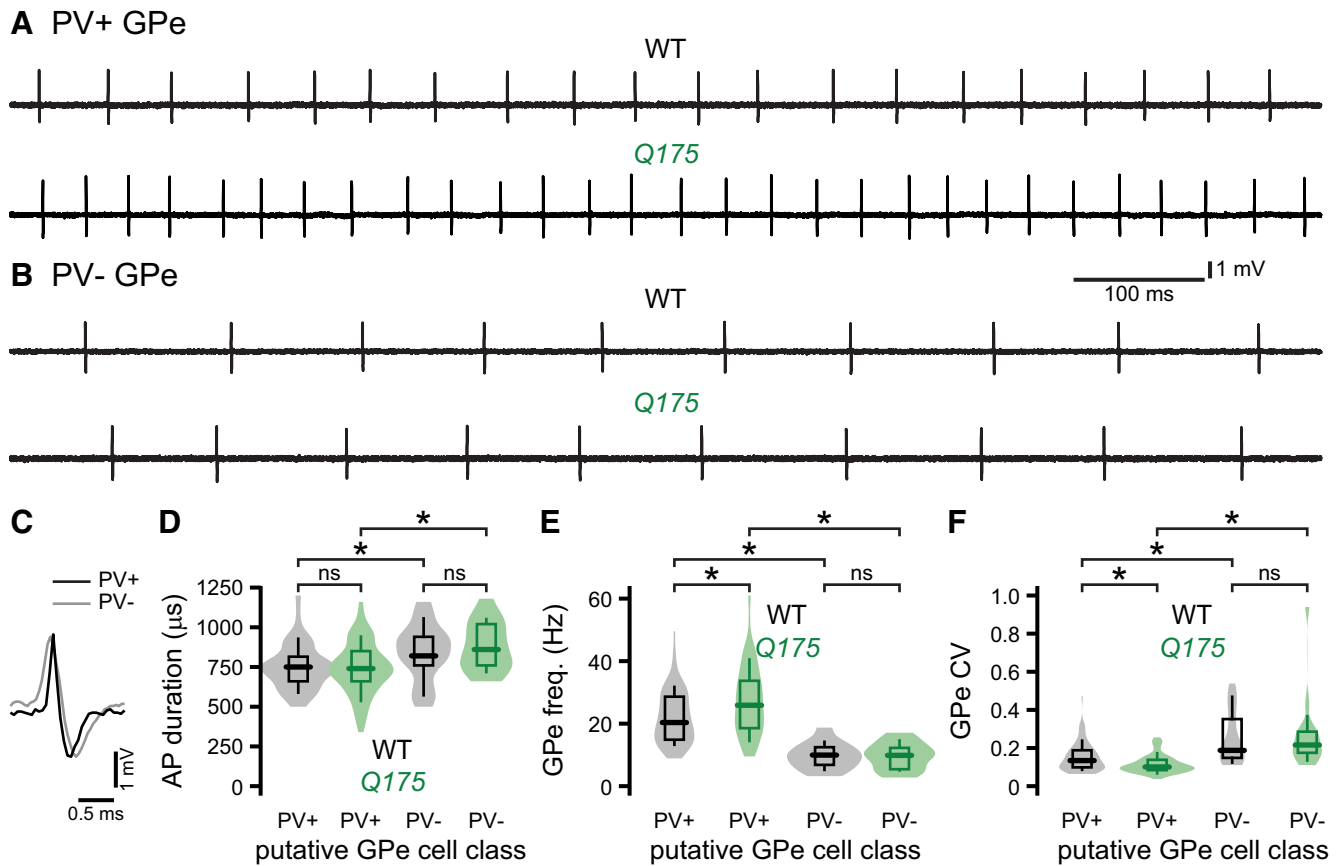 A PV+ GPe
WT
Q175
B PV- GPe
1 mV
100 ms
WT
Q175
C
PV+
PV-
1 mV
0.5 ms
D
*
*
ns
ns
AP duration (μs)
1250
1000
750
500
250
0
WT
Q175
PV+ PV+ PV- PV-
putative GPe cell class
E
*
*
*
ns
GPe freq. (Hz)
60
40
20
0
WT
Q175
PV+ PV+ PV- PV-
putative GPe cell class
F
*
*
*
ns
GPe CV
1.0
0.8
0.6
0.4
0.2
0
WT
Q175
PV+ PV+ PV- PV-
putative GPe cell class